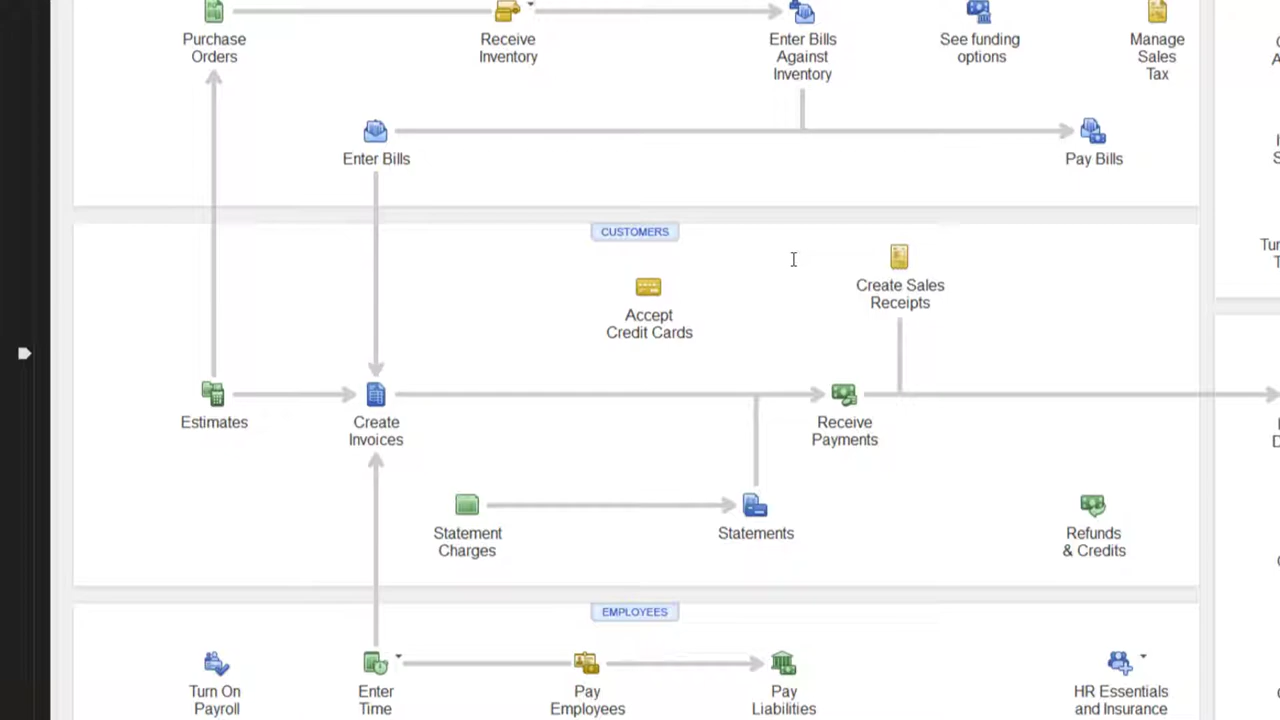 Purchase
Orders
Receive
Inventory
Enter Bills
Against
Inventory
See funding
options
Manage
Sales
Tax
Enter Bills
Pay Bills
CUSTOMERS
Accept
Credit Cards
Create Sales
Receipts
Estimates
Create
Invoices
Receive
Payments
Statement
Charges
Statements
Refunds
& Credits
EMPLOYEES
Turn On
Payroll
Enter
Time
Pay
Employees
Pay
Liabilities
HR Essentials
and Insurance